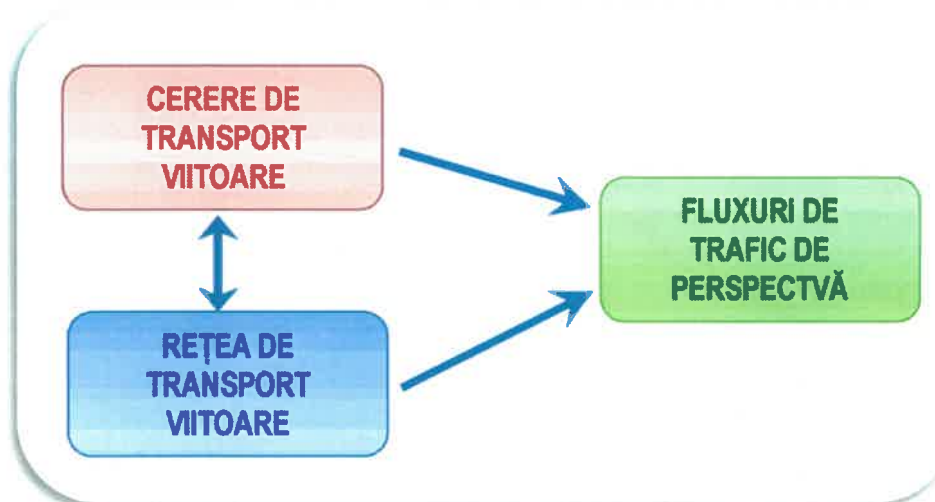 CERERE DE
TRANSPORT
VIITOARE
FLUXURI DE
TRAFIC DE
PERSPECTVĂ
REȚEA DE
TRANSPORT
VIITOARE